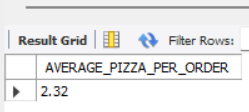 Result Grid Filter Rows:
AVERAGE_PIZZA_PER_ORDER
2.32